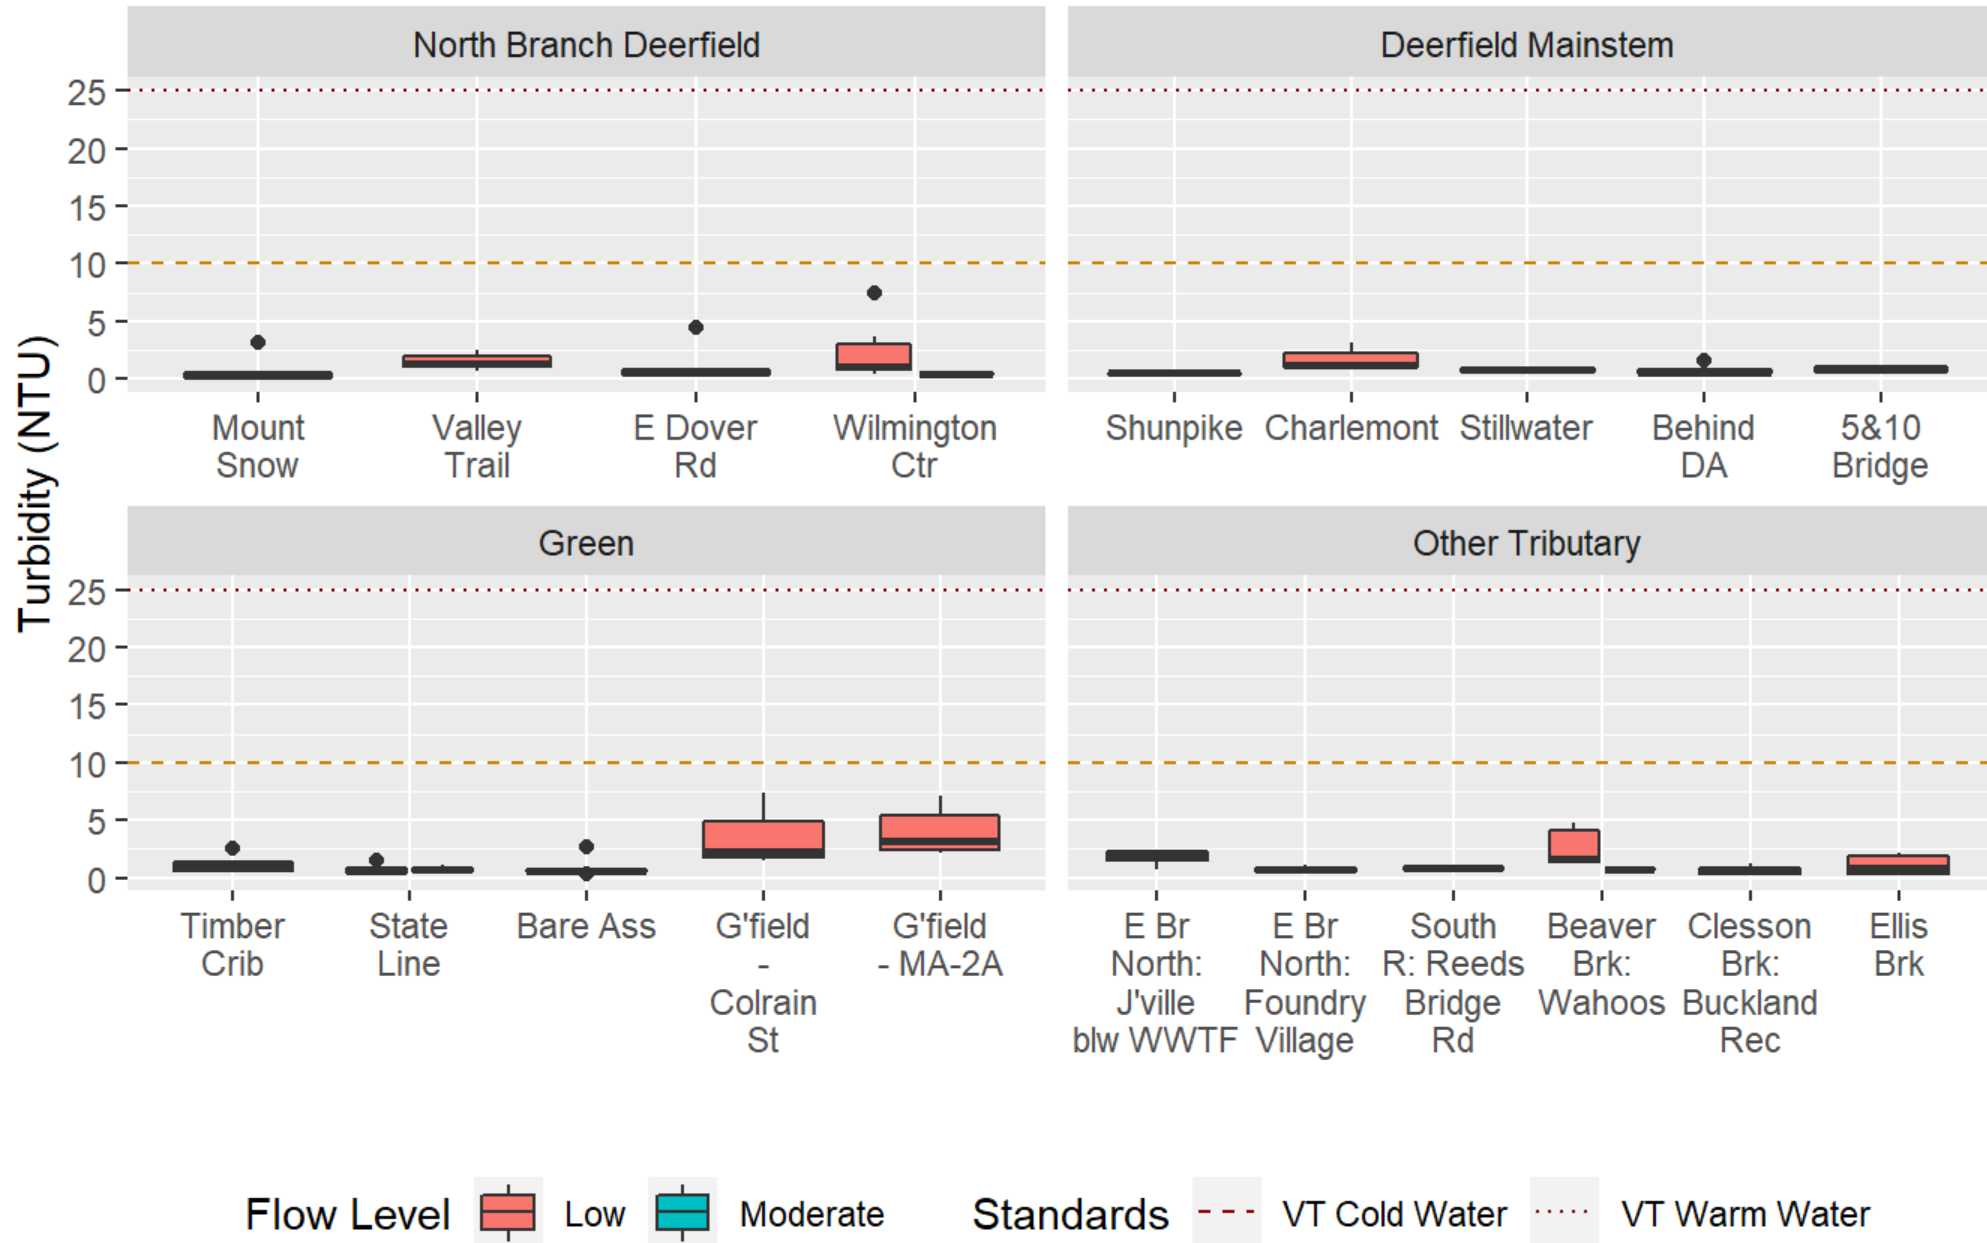 North Branch Deerfield
Deerfield Mainstem
Turbidity (NTU)
25
20
15
10
5
0
Mount
Snow
Valley
Trail
E Dover
Rd
Wilmington
Ctr
Shunpike
Charlemont
Stillwater
Behind
DA
5&10
Bridge
Green
Other Tributary
25
20
15
10
5
0
Timber
Crib
State
Line
Bare Ass
G'field
-
Colrain
St
G'field
- MA-2A
E Br
North:
J'ville
blw WWTF
E Br
North:
Foundry
Village
South
R: Reeds
Bridge
Rd
Beaver
Brk:
Wahoos
Clesson
Brk:
Buckland
Rec
Ellis
Brk
Flow Level Low Moderate Standards VT Cold Water VT Warm Water